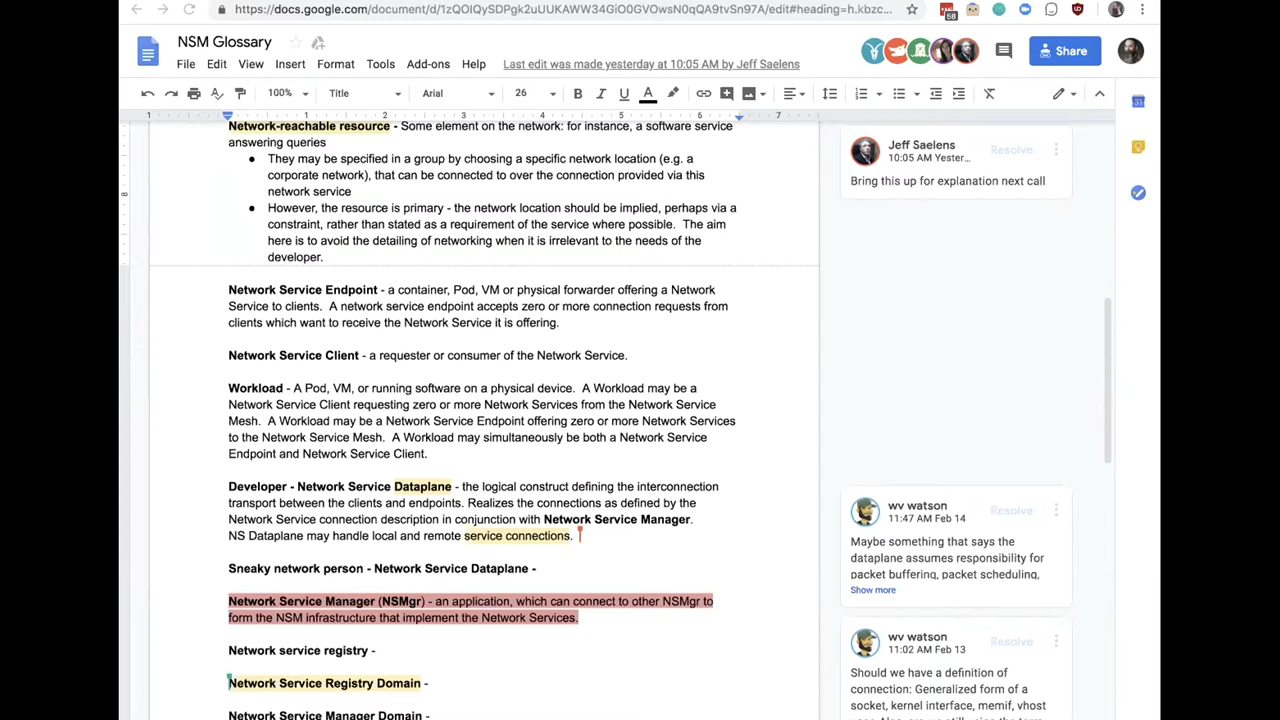 https://docs.google.com/document/d/1zQOIQySDPgk2uUUKAWW34GiO0GVOwsN0qQA9tvSn97A/edit#heading=h.kbzc...
58
NSM Glossary
File Edit View Insert Format Tools Add-ons Help Last edit was made yesterday at 10:05 AM by Jeff Saelens
Share
100% Title Arial 26 B I U A
1 1 2 3 4 5 6 7
8
Network-reachable resource - Some element on the network: for instance, a software service
answering queries
● They may be specified in a group by choosing a specific network location (e.g. a
corporate network), that can be connected to over the connection provided via this
network service
● However, the resource is primary - the network location should be implied, perhaps via a
constraint, rather than stated as a requirement of the service where possible. The aim
here is to avoid the detailing of networking when it is irrelevant to the needs of the
developer.
Network Service Endpoint - a container, Pod, VM or physical forwarder offering a Network
Service to clients. A network service endpoint accepts zero or more connection requests from
clients which want to receive the Network Service it is offering.
Network Service Client - a requester or consumer of the Network Service.
Workload - A Pod, VM, or running software on a physical device. A Workload may be a
Network Service Client requesting zero or more Network Services from the Network Service
Mesh. A Workload may be a Network Service Endpoint offering zero or more Network Services
to the Network Service Mesh. A Workload may simultaneously be both a Network Service
Endpoint and Network Service Client.
Developer - Network Service Dataplane - the logical construct defining the interconnection
transport between the clients and endpoints. Realizes the connections as defined by the
Network Service connection description in conjunction with Network Service Manager.
NS Dataplane may handle local and remote service connections.
Sneaky network person - Network Service Dataplane -
Network Service Manager (NSMgr) - an application, which can connect to other NSMgr to
form the NSM infrastructure that implement the Network Services.
Network service registry -
Network Service Registry Domain -
Network Service Manager Domain -
Jeff Saelens
10:05 AM Yester...
Resolve
Bring this up for explanation next call
wv watson
11:47 AM Feb 14
Resolve
Maybe something that says the
dataplane assumes responsibility for
packet buffering, packet scheduling,
Show more
wv watson
11:02 AM Feb 13
Resolve
Should we have a definition of
connection: Generalized form of a
socket, kernel interface, memif, vhost